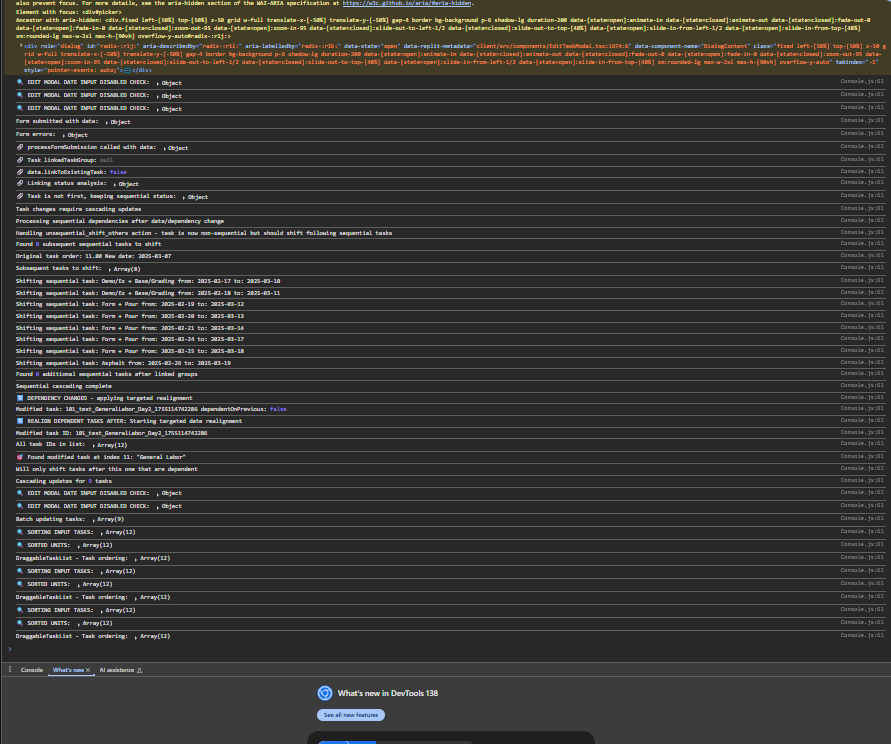 also prevent focus. For more details, see the aria-hidden section of the WAI-ARIA specification at https://w3c.github.io/aria/#aria-hidden.
Element with focus: <div#picker>
Ancestor with aria-hidden: <div.fixed left-[50%] top-[50%] z-50 grid w-full translate-x-[-50%] translate-y-[-50%] gap-4 border bg-background p-6 shadow-lg duration-200 data-[state=open]:animate-in data-[state=closed]:animate-out data-[state=closed]:fade-out-0
data-[state=open]:fade-in-0 data-[state=closed]:zoom-out-95 data-[state=open]:zoom-in-95 data-[state=closed]:slide-out-to-left-1/2 data-[state=closed]:slide-out-to-top-[48%] data-[state=open]:slide-in-from-left-1/2 data-[state=open]:slide-in-from-top-[48%]
sm:rounded-lg max-w-2xl max-h-[90vh] overflow-y-auto#radix-:r1j:>
<div role="dialog" id="radix-:r1j:" aria-describedby="radix-:r1l:" aria-labelledby="radix-:r1k:" data-state="open" data-replit-metadata="client/src/components/EditTaskModal.tsx:1674:6" data-component-name="DialogContent" class="fixed left-[50%] top-[50%] z-50 g
rid w-full translate-x-[-50%] translate-y-[-50%] gap-4 border bg-background p-6 shadow-lg duration-200 data-[state=open]:animate-in data-[state=closed]:animate-out data-[state=closed]:fade-out-0 data-[state=open]:fade-in-0 data-[state=closed]:zoom-out-95 data-
[state=open]:zoom-in-95 data-[state=closed]:slide-out-to-left-1/2 data-[state=closed]:slide-out-to-top-[48%] data-[state=open]:slide-in-from-left-1/2 data-[state=open]:slide-in-from-top-[48%] sm:rounded-lg max-w-2xl max-h-[90vh] overflow-y-auto" tabindex="-1"
style="pointer-events: auto;">…</div>
EDIT MODAL DATE INPUT DISABLED CHECK: Object Console.js:61
EDIT MODAL DATE INPUT DISABLED CHECK: Object Console.js:61
EDIT MODAL DATE INPUT DISABLED CHECK: Object Console.js:61
Form submitted with data: Object Console.js:61
Form errors: Object Console.js:61
processFormSubmission called with data: Object Console.js:61
Task linkedTaskGroup: null Console.js:61
data.linkToExistingTask: false Console.js:61
Linking status analysis: Object Console.js:61
Task is not first, keeping sequential status: Object Console.js:61
Task changes require cascading updates Console.js:61
Processing sequential dependencies after date/dependency change Console.js:61
Handling unsequential_shift_others action - task is now non-sequential but should shift following sequential tasks Console.js:61
Found 8 subsequent sequential tasks to shift Console.js:61
Original task order: 11.00 New date: 2025-03-07 Console.js:61
Subsequent tasks to shift: Array(8) Console.js:61
Shifting sequential task: Demo/Ex + Base/Grading from: 2025-02-17 to: 2025-03-10 Console.js:61
Shifting sequential task: Demo/Ex + Base/Grading from: 2025-02-18 to: 2025-03-11 Console.js:61
Shifting sequential task: Form + Pour from: 2025-02-19 to: 2025-03-12 Console.js:61
Shifting sequential task: Form + Pour from: 2025-02-20 to: 2025-03-13 Console.js:61
Shifting sequential task: Form + Pour from: 2025-02-21 to: 2025-03-14 Console.js:61
Shifting sequential task: Form + Pour from: 2025-02-24 to: 2025-03-17 Console.js:61
Shifting sequential task: Form + Pour from: 2025-02-25 to: 2025-03-18 Console.js:61
Shifting sequential task: Asphalt from: 2025-02-26 to: 2025-03-19 Console.js:61
Found 0 additional sequential tasks after linked groups Console.js:61
Sequential cascading complete Console.js:61
DEPENDENCY CHANGED - applying targeted realignment Console.js:61
Modified task: 101_test_GeneralLabor_Day2_1755114742286 dependentOnPrevious: false Console.js:61
REALIGN DEPENDENT TASKS AFTER: Starting targeted date realignment Console.js:61
Modified task ID: 101_test_GeneralLabor_Day2_1755114742286 Console.js:61
All task IDs in list: Array(12) Console.js:61
Found modified task at index 11: "General Labor" Console.js:61
Will only shift tasks after this one that are dependent Console.js:61
Cascading updates for 9 tasks Console.js:61
EDIT MODAL DATE INPUT DISABLED CHECK: Object Console.js:61
EDIT MODAL DATE INPUT DISABLED CHECK: Object Console.js:61
Batch updating tasks: Array(9) Console.js:61
SORTING INPUT TASKS: Array(12) Console.js:61
SORTED UNITS: Array(12) Console.js:61
DraggableTaskList - Task ordering: Array(12) Console.js:61
SORTING INPUT TASKS: Array(12) Console.js:61
SORTED UNITS: Array(12) Console.js:61
DraggableTaskList - Task ordering: Array(12) Console.js:61
SORTING INPUT TASKS: Array(12) Console.js:61
SORTED UNITS: Array(12) Console.js:61
DraggableTaskList - Task ordering: Array(12) Console.js:61
Console What's new AI assistance
What's new in DevTools 138
See all new features